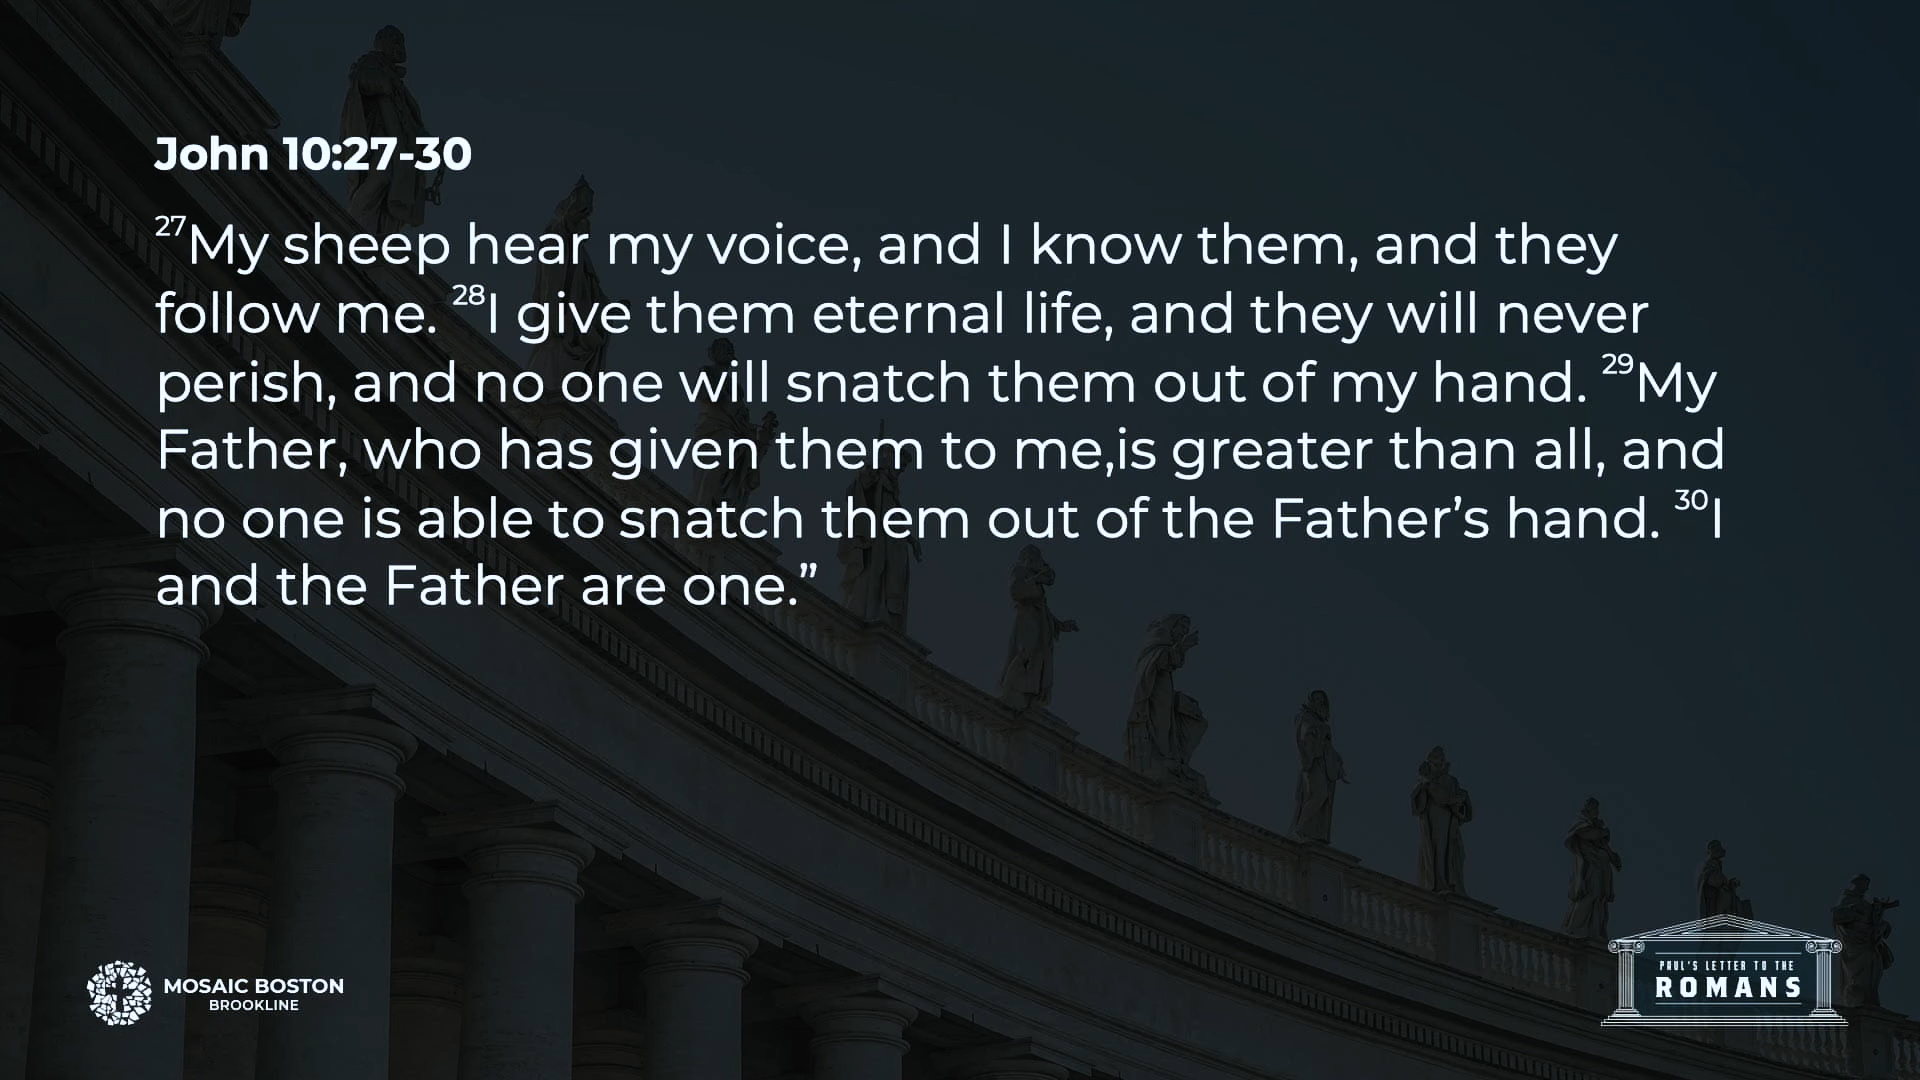 John 10:27-30
27My sheep hear my voice, and I know them, and they
follow me. 28I give them eternal life, and they will never
perish, and no one will snatch them out of my hand. 29My
Father, who has given them to me,is greater than all, and
no one is able to snatch them out of the Father’s hand. 30I
and the Father are one.”
MOSAIC BOSTON
BROOKLINE
PAUL'S LETTER TO THE
ROMANS